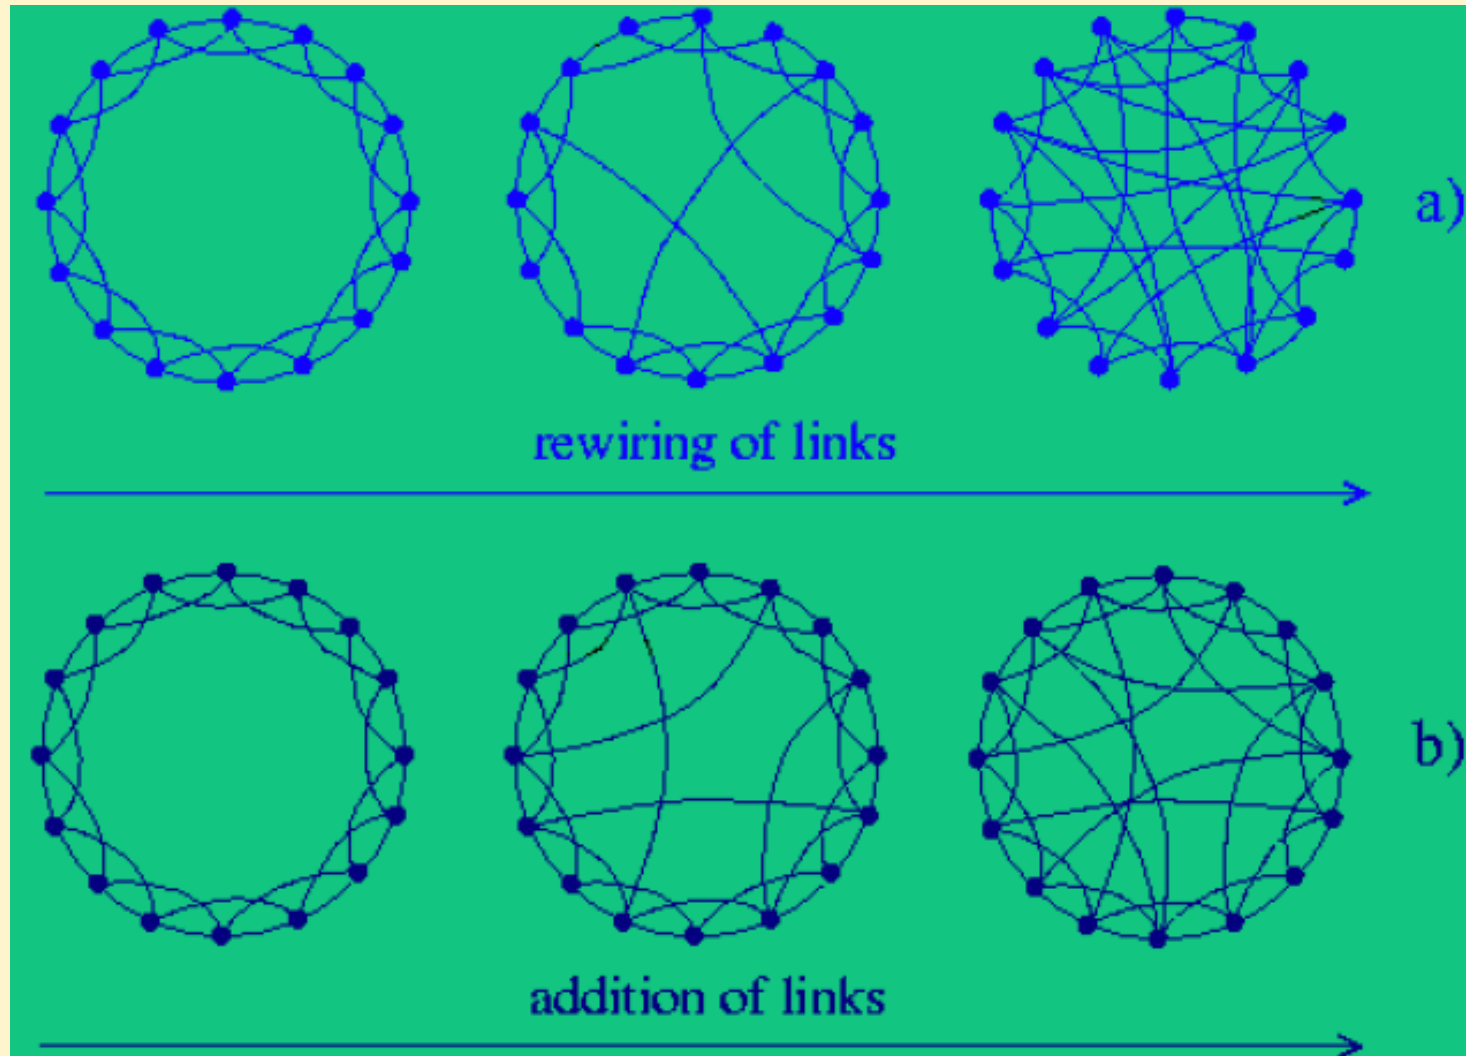 a)
rewiring of links
b)
addition of links